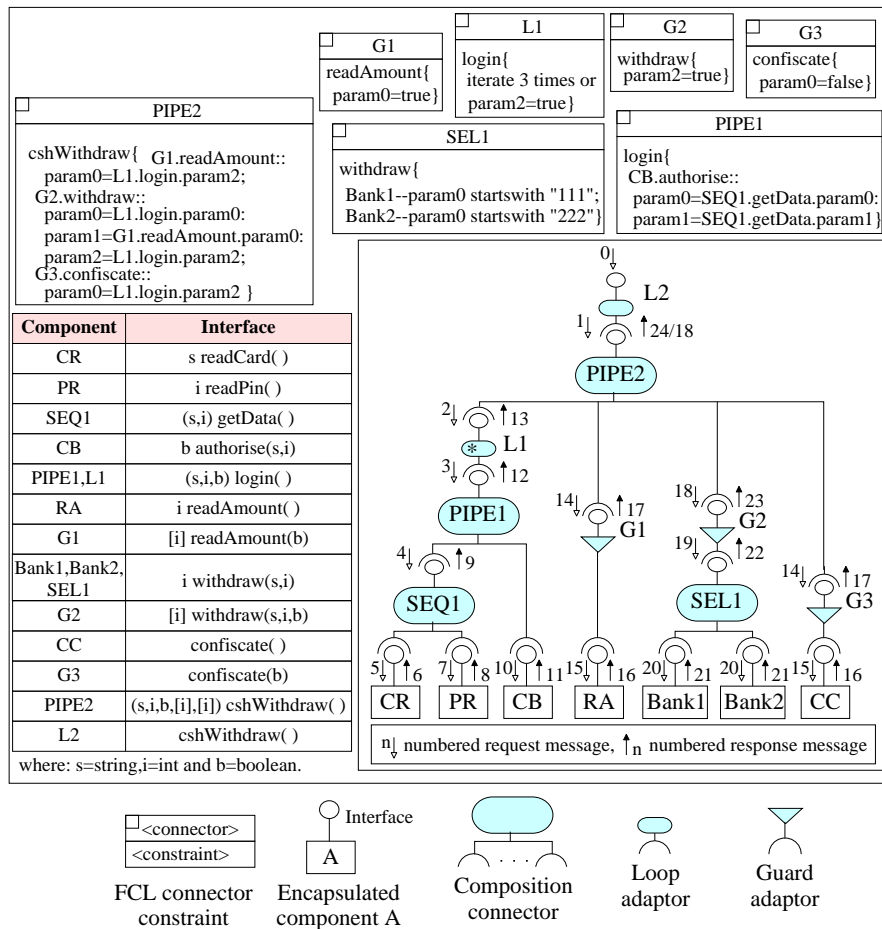 G1
readAmount{
param0=true}
L1
login{
iterate 3 times or
param2=true}
G2
withdraw{
param2=true}
G3
confiscate{
param0=false}
PIPE2
cshWithdraw{ G1.readAmount::
param0=L1.login.param2;
G2.withdraw::
param0=L1.login.param0:
param1=G1.readAmount.param0:
param2=L1.login.param2;
G3.confiscate::
param0=L1.login.param2 }
SEL1
withdraw{
Bank1--param0 startswith "111";
Bank2--param0 startswith "222"}
PIPE1
login{
CB.authorise::
param0=SEQ1.getData.param0:
param1=SEQ1.getData.param1}
Component Interface
CR s readCard( )
PR i readPin( )
SEQ1 (s,i) getData( )
CB b authorise(s,i)
PIPE1,L1 (s,i,b) login( )
RA i readAmount( )
G1 [i] readAmount(b)
Bank1,Bank2,
SEL1 i withdraw(s,i)
G2 [i] withdraw(s,i,b)
CC confiscate( )
G3 confiscate(b)
PIPE2 (s,i,b,[i],[i]) cshWithdraw( )
L2 cshWithdraw( )
where: s=string,i=int and b=boolean.
0
L2
1 24/18
PIPE2
2 13
* L1
3 12
PIPE1
14 17
G1
18 23
G2
19 22
4 9
SEQ1
SEL1
14 17
G3
5 6 7 8 10 11 15 16 20 21 20 21 15 16
CR PR CB RA Bank1 Bank2 CC
n numbered request message, n numbered response message
<connector>
<constraint>
FCL connector
constraint
Interface
A
Encapsulated
component A
. . .
Composition
connector
Loop
adaptor
Guard
adaptor